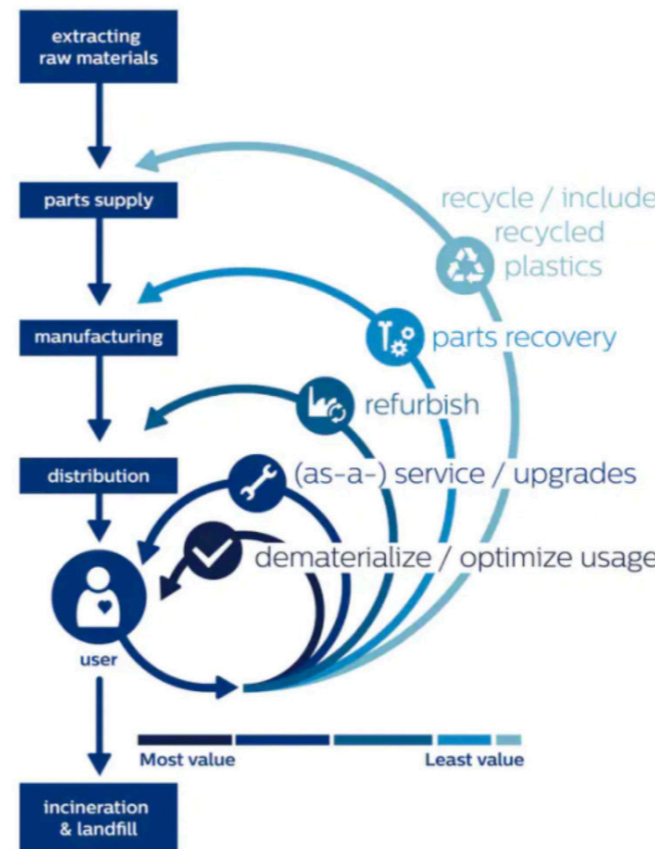 extracting
raw materials
parts supply
recycle / include
recycled
plastics
manufacturing
parts recovery
refurbish
distribution
(as-a-) service / upgrades
dematerialize / optimize usage
user
Most value
Least value
incineration
& landfill